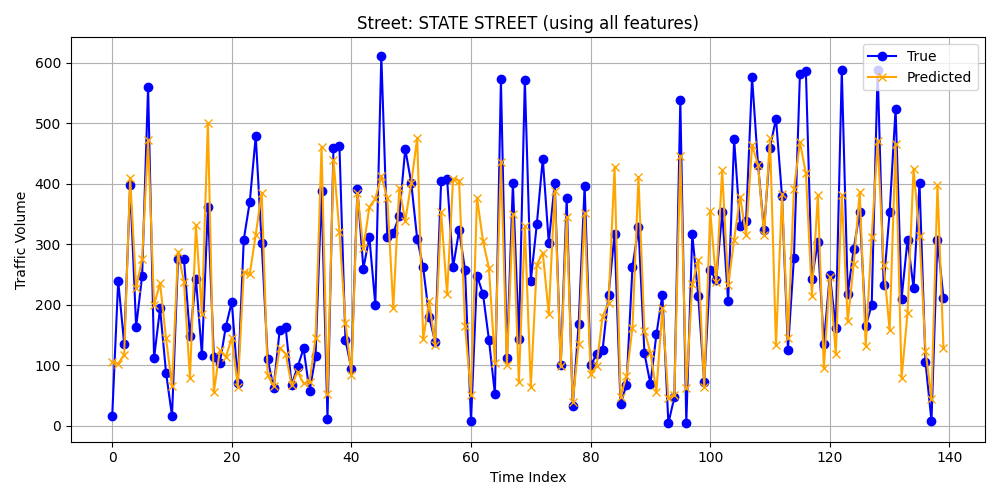 Street: STATE STREET (using all features)
True
Predicted
600
500
400
300
200
100
0
Traffic Volume
0 20 40 60 80 100 120 140
Time Index